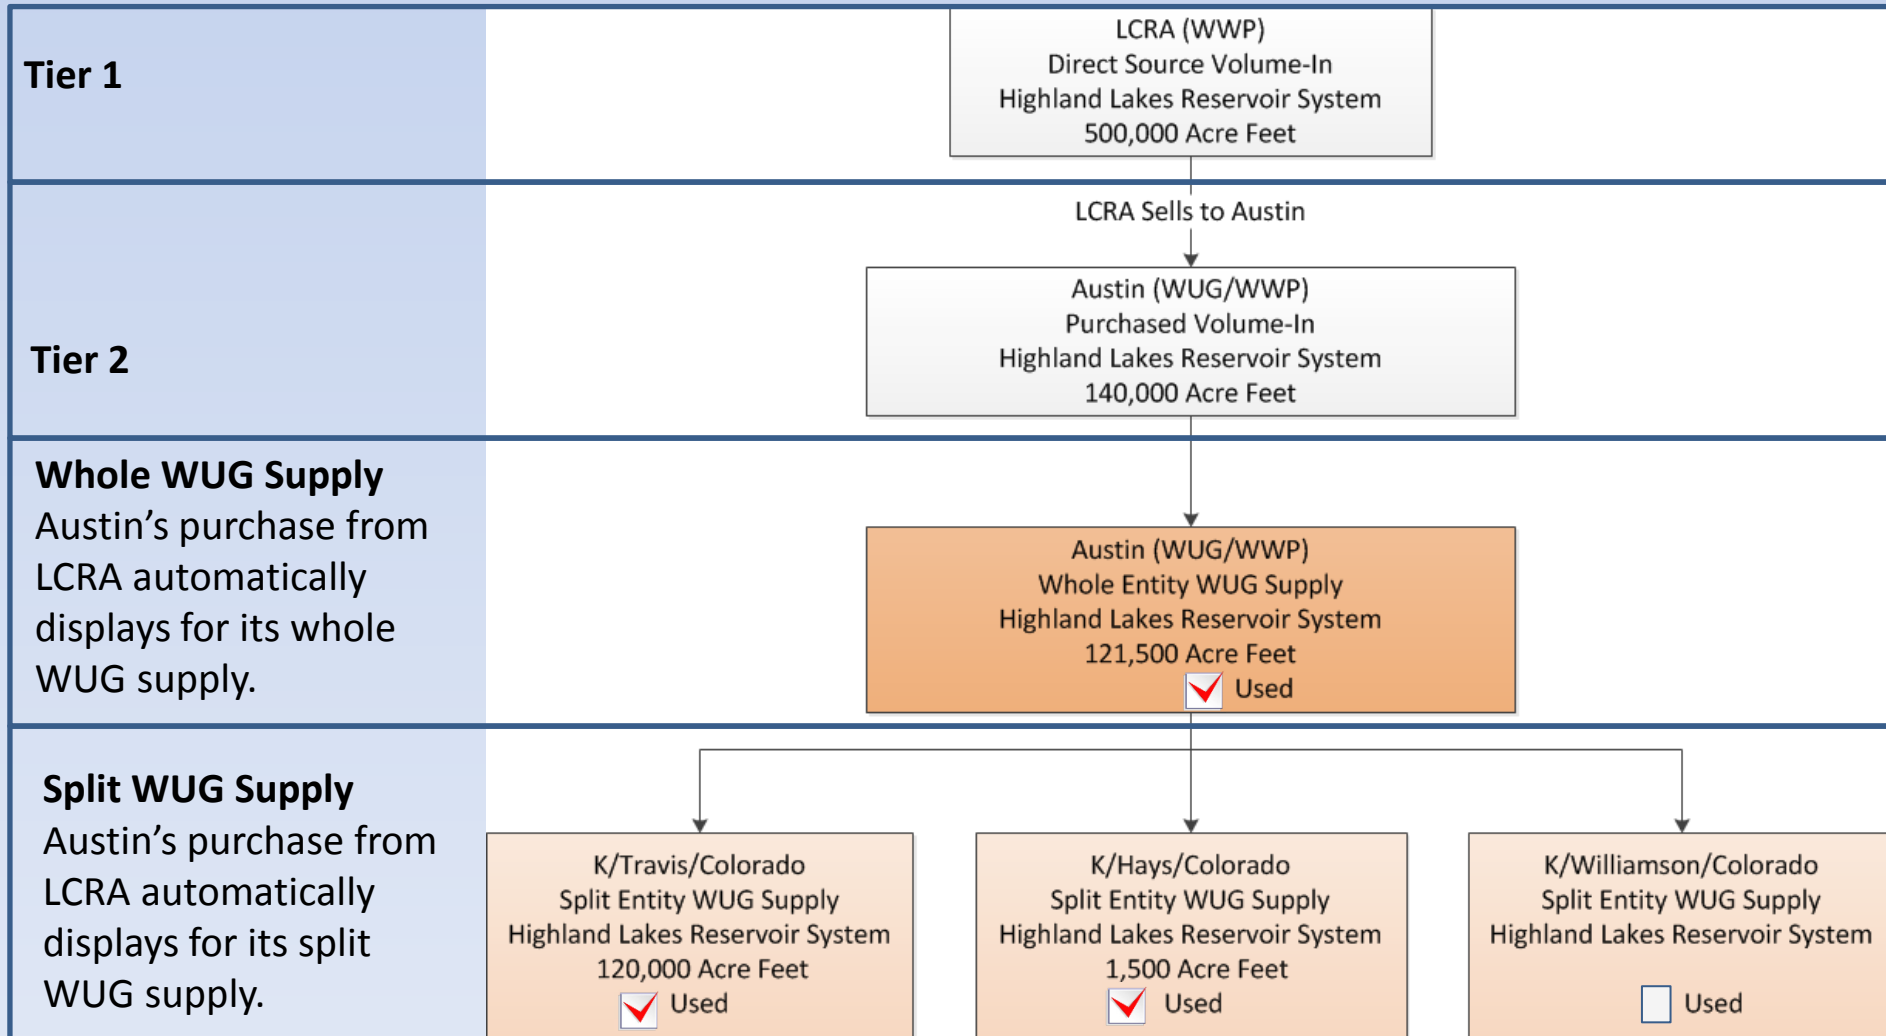 Tier 1
LCRA (WWP)
Direct Source Volume-In
Highland Lakes Reservoir System
500,000 Acre Feet
LCRA Sells to Austin
Tier 2
Austin (WUG/WWP)
Purchased Volume-In
Highland Lakes Reservoir System
140,000 Acre Feet
Whole WUG Supply
Austin’s purchase from
LCRA automatically
displays for its whole
WUG supply.
Austin (WUG/WWP)
Whole Entity WUG Supply
Highland Lakes Reservoir System
121,500 Acre Feet
Used
Split WUG Supply
Austin’s purchase from
LCRA automatically
displays for its split
WUG supply.
K/Travis/Colorado
Split Entity WUG Supply
Highland Lakes Reservoir System
120,000 Acre Feet
Used
K/Hays/Colorado
Split Entity WUG Supply
Highland Lakes Reservoir System
1,500 Acre Feet
Used
K/Williamson/Colorado
Split Entity WUG Supply
Highland Lakes Reservoir System
Used